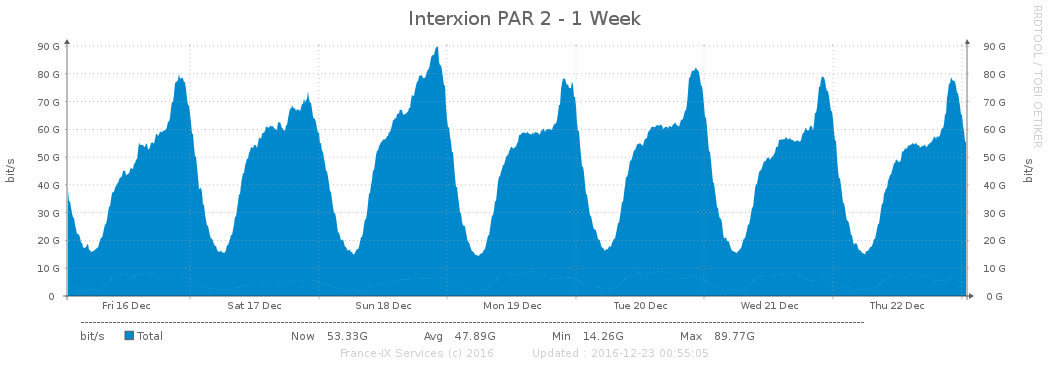 Interxion PAR 2 - 1 Week
RRDTOOL / TOBI OETIKER
bit/s
90 G 90 G
80 G 80 G
70 G 70 G
60 G 60 G
50 G 50 G
40 G 40 G
30 G 30 G
20 G 20 G
10 G 10 G
0 0 G
bit/s
Fri 16 Dec Sat 17 Dec Sun 18 Dec Mon 19 Dec Tue 20 Dec Wed 21 Dec Thu 22 Dec
bit/s Total Now 53.33G Avg 47.89G Min 14.26G Max 89.77G
France-IX Services (c) 2016 Updated : 2016-12-23 00:55:05